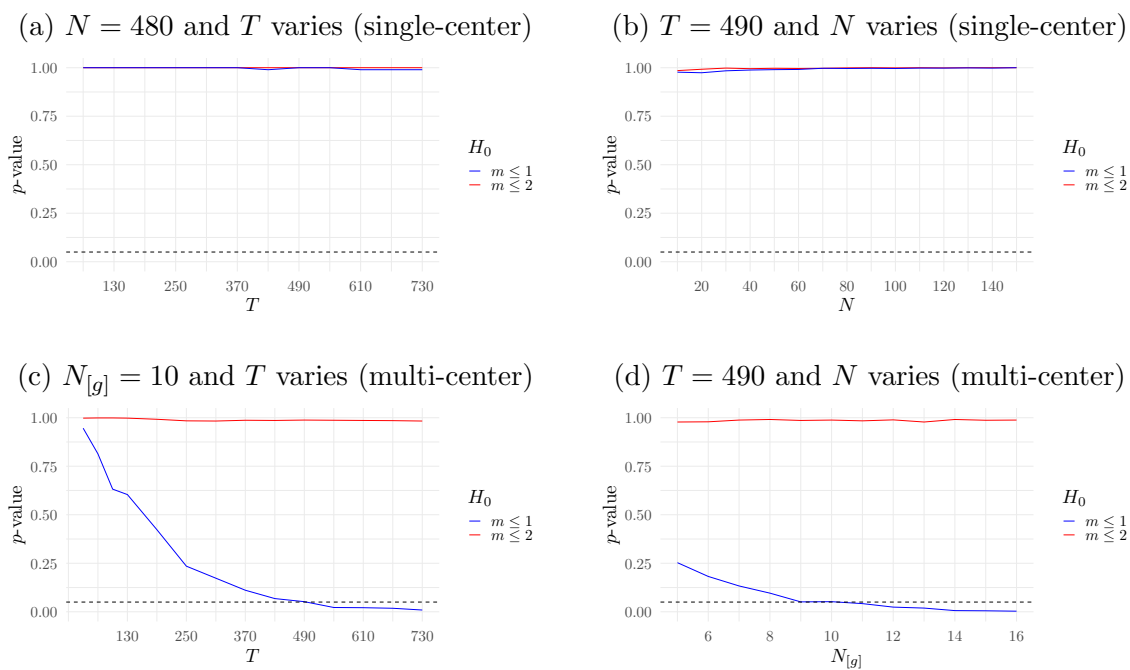 (a) N = 480 and T varies (single-center)
1.00
0.75
0.50
0.25
0.00
p-value
130 250 370 490 610 730
T
H₀
m ≤ 1
m ≤ 2
(b) T = 490 and N varies (single-center)
1.00
0.75
0.50
0.25
0.00
p-value
20 40 60 80 100 120 140
N
H₀
m ≤ 1
m ≤ 2
(c) N[g] = 10 and T varies (multi-center)
1.00
0.75
0.50
0.25
0.00
p-value
130 250 370 490 610 730
T
H₀
m ≤ 1
m ≤ 2
(d) T = 490 and N varies (multi-center)
1.00
0.75
0.50
0.25
0.00
p-value
6 8 10 12 14 16
N[g]
H₀
m ≤ 1
m ≤ 2